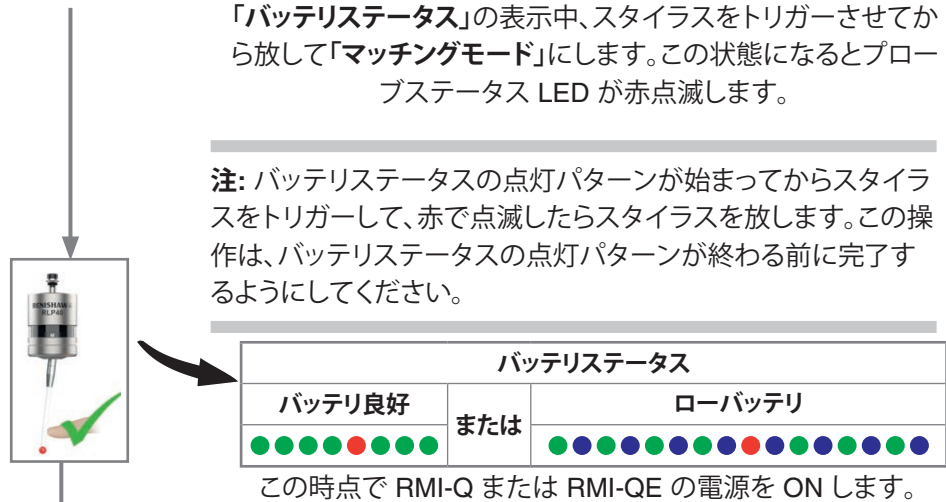 「バッテリステータス」の表示中、スタイラスをトリガーさせてか
ら放して「マッチングモード」にします。この状態になるとプロー
ブステータス LED が赤点滅します。
注: バッテリステータスの点灯パターンが始まってからスタイラ
スをトリガーして、赤で点滅したらスタイラスを放します。この操
作は、バッテリステータスの点灯パターンが終わる前に完了す
るようにしてください。
RENISHAW
RLP40
バッテリステータス
バッテリ良好
または
ローバッテリ
この時点で RMI-Q または RMI-QE の電源を ON します。